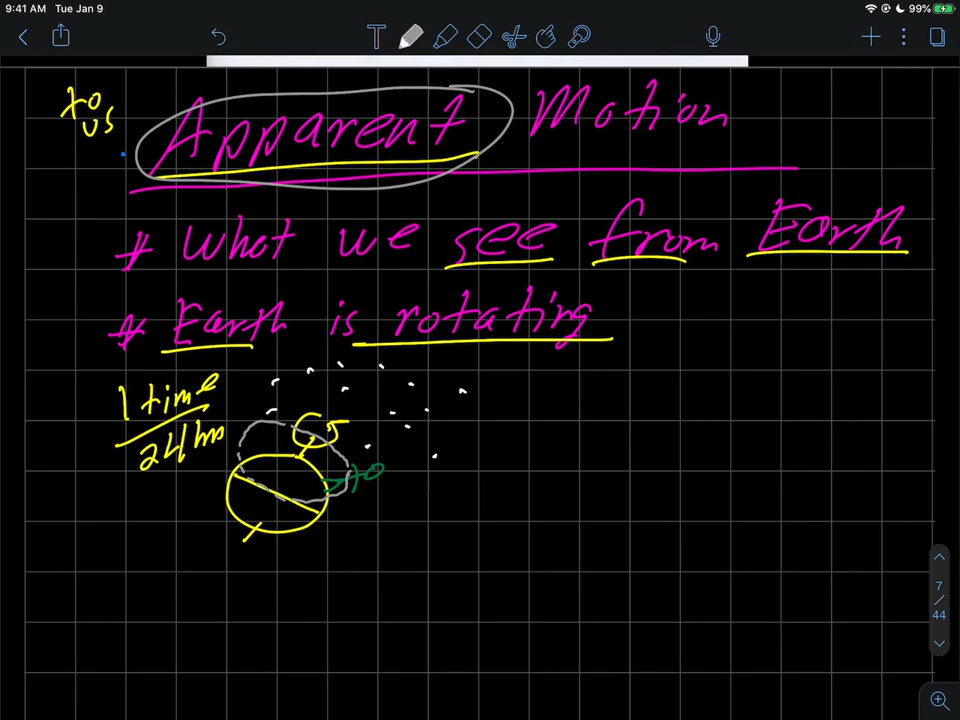 9:41 AM Tue Jan 9
99%
to us
Apparent Motion
* What we see from Earth
* Earth is rotating
1 time
24 hrs
7
/
44